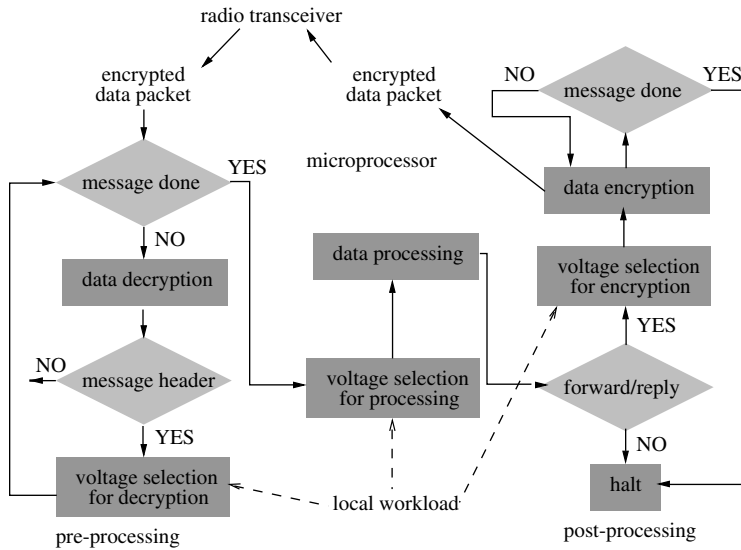 radio transceiver
encrypted
data packet
encrypted
data packet
NO
message done
YES
message done
YES
microprocessor
data encryption
NO
data decryption
data processing
voltage selection
for encryption
YES
NO
message header
voltage selection
for processing
forward/reply
YES
NO
voltage selection
for decryption
local workload
halt
pre-processing
post-processing